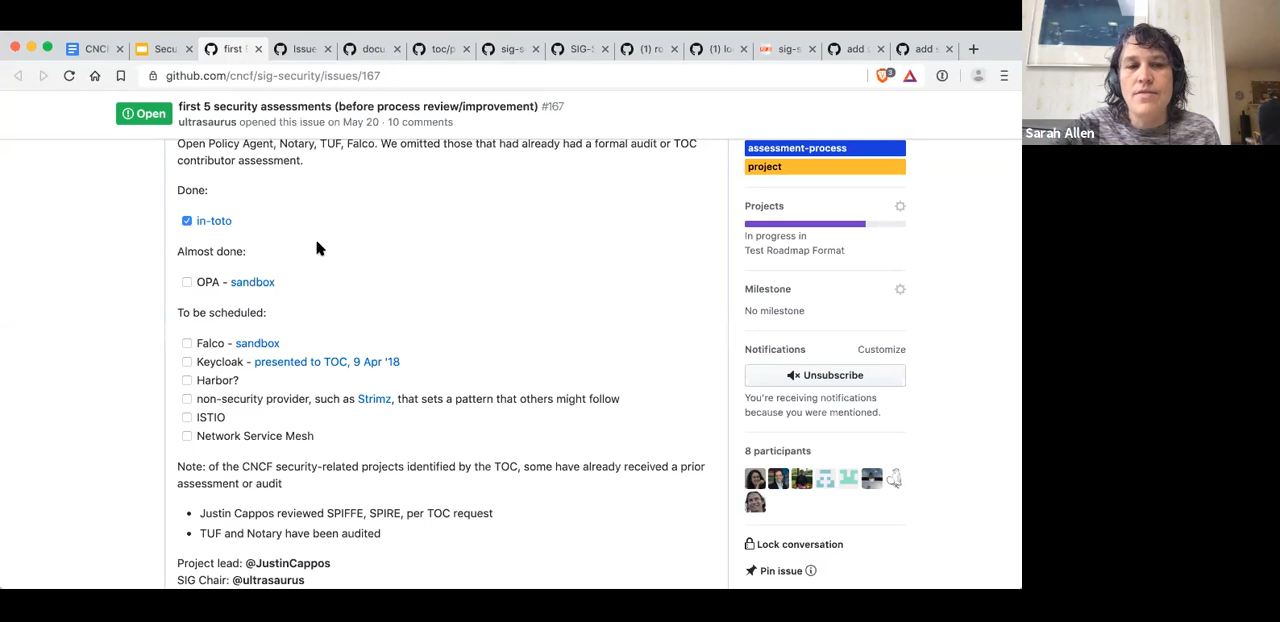 CNCI
Secu
first
Issue
docu
toc/p
sig-s
SIG-
(1) ro
(1) lo
sig-s
add
add
github.com/cncf/sig-security/issues/167
3
Sarah Allen
Open
first 5 security assessments (before process review/improvement) #167
ultrasaurus opened this issue on May 20 · 10 comments
Open Policy Agent, Notary, TUF, Falco. We omitted those that had already had a formal audit or TOC
contributor assessment.
Done:
in-toto
Almost done:
OPA - sandbox
To be scheduled:
Falco - sandbox
Keycloak - presented to TOC, 9 Apr '18
Harbor?
non-security provider, such as Strimz, that sets a pattern that others might follow
ISTIO
Network Service Mesh
Note: of the CNCF security-related projects identified by the TOC, some have already received a prior
assessment or audit
Justin Cappos reviewed SPIFFE, SPIRE, per TOC request
TUF and Notary have been audited
Project lead: @JustinCappos
SIG Chair: @ultrasaurus
assessment-process
project
Projects
In progress in
Test Roadmap Format
Milestone
No milestone
Notifications
Customize
Unsubscribe
You're receiving notifications
because you were mentioned.
8 participants
Lock conversation
Pin issue